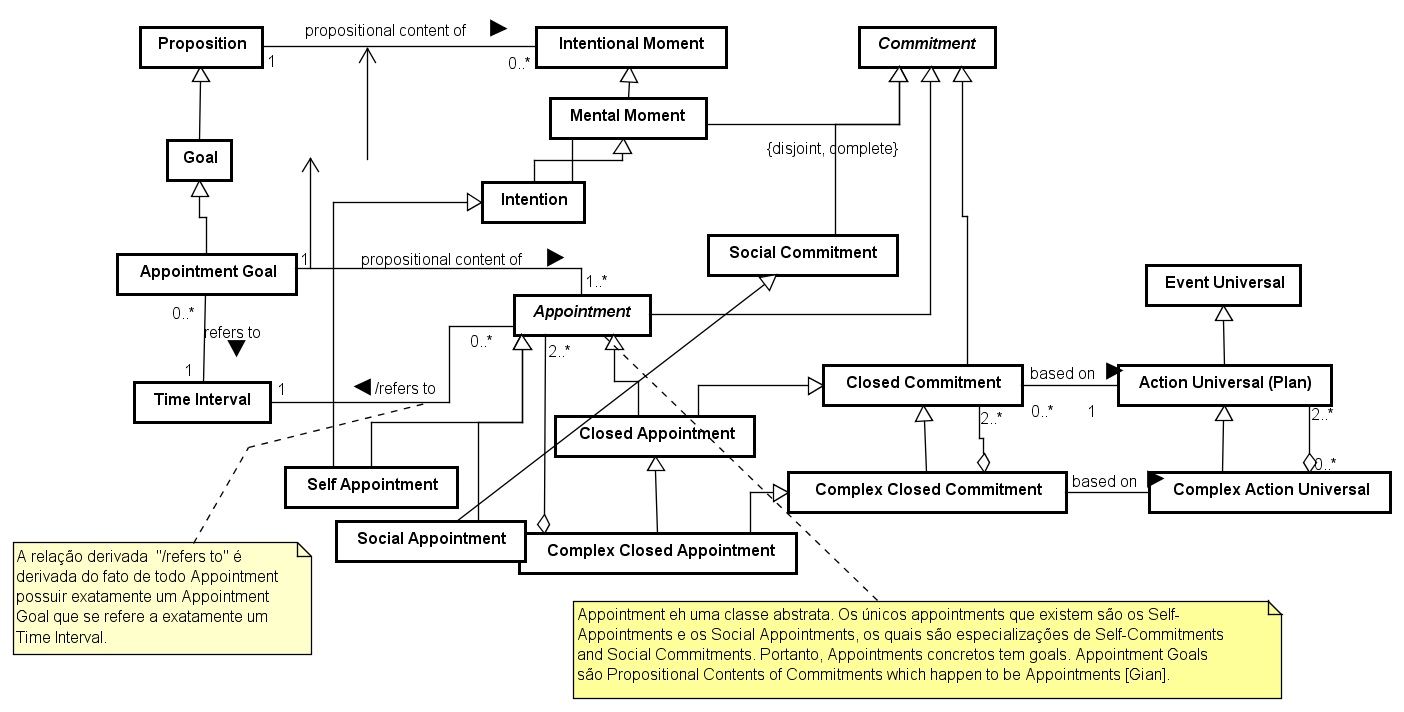 propositional content of
Proposition
Intentional Moment
Commitment
1
0..*
Mental Moment
{disjoint, complete}
Goal
Intention
Social Commitment
Appointment Goal
1
propositional content of
1..*
Event Universal
0..*
refers to
Appointment
0..*
2..*
1
Time Interval
1
/refers to
Closed Commitment
based on
0..*
1
Action Universal (Plan)
2..*
2..*
Closed Appointment
0..*
Self Appointment
Complex Closed Commitment
based on
Complex Action Universal
Social Appointment
Complex Closed Appointment
A relação derivada "/refers to" é
derivada do fato de todo Appointment
possuir exatamente um Appointment
Goal que se refere a exatamente um
Time Interval.
Appointment eh uma classe abstrata. Os únicos appointments que existem são os Self-
Appointments e os Social Appointments, os quais são especializações de Self-Commitments
and Social Commitments. Portanto, Appointments concretos tem goals. Appointment Goals
são Propositional Contents of Commitments which happen to be Appointments [Gian].